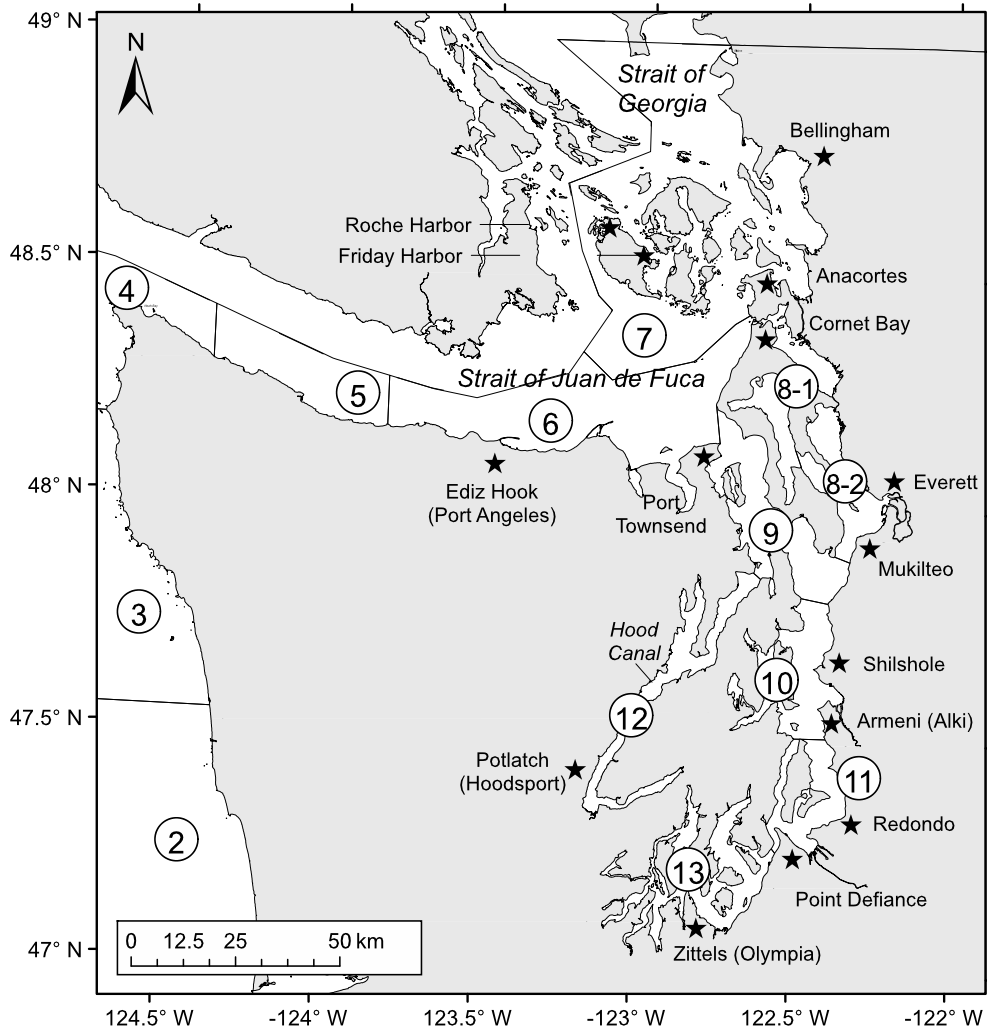 49° N
N
Strait of
Georgia
Bellingham
Roche Harbor
48.5° N
Friday Harbor
Anacortes
4
Cornet Bay
7
Strait of Juan de Fuca
8-1
5
6
48° N
8-2
Everett
Ediz Hook
(Port Angeles)
Port
Townsend
9
Mukilteo
3
Hood
Canal
Shilshole
10
47.5° N
12
Armeni (Alki)
Potlatch
(Hoodsport)
11
Redondo
2
13
Point Defiance
0 12.5 25 50 km
47° N
Zittels (Olympia)
124.5° W -124° W 123.5° W -123° W 122.5° W -122° W